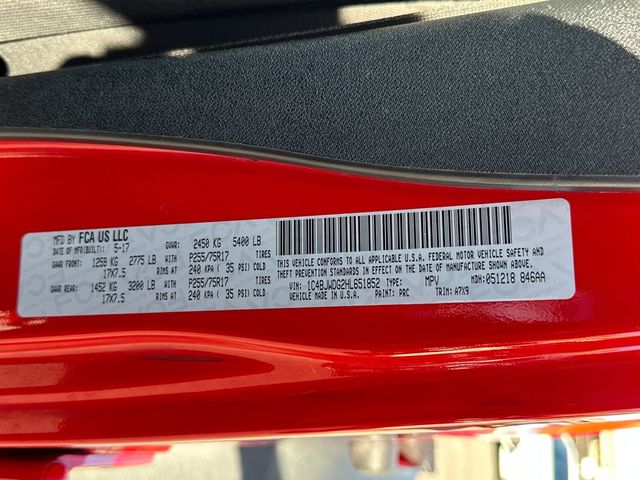 MFD BY FCA US LLC
DATE OF MFR(BUILT): 5-17 GVWR: 2450 KG 5400 LB
GAWR FRONT: 1259 KG 2775 LB WITH P255/75R17 TIRES
17X7.5 RIMS AT 240 KPA ( 35 PSI) COLD
GAWR REAR: 1452 KG 3200 LB WITH P255/75R17 TIRES
17X7.5 RIMS AT 240 KPA ( 35 PSI) COLD
THIS VEHICLE CONFORMS TO ALL APPLICABLE U.S.A. FEDERAL MOTOR VEHICLE SAFETY AND
THEFT PREVENTION STANDARDS IN EFFECT ON THE DATE OF MANUFACTURE SHOWN ABOVE.
VIN: 1C4BJWDG2HL651852 TYPE: MPV MDH:051218 846AA
PAINT: PRC TRIM: A7X9